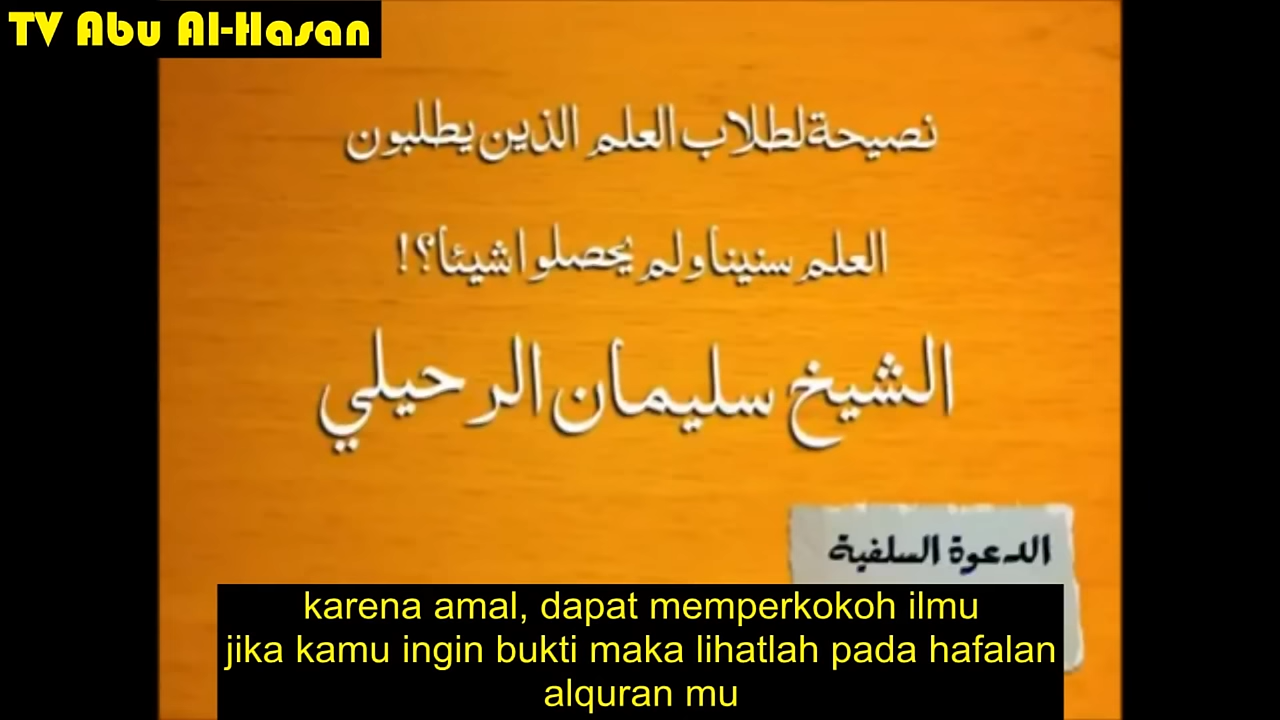 TV Abu Al-Hasan
نصيحة لطلاب العلم الذين يطلبون
العلم سنينا ولم يحصلوا شيئا؟!
الشيخ سليمان الرحيلي
الدعوة السلفية
karena amal, dapat memperkokoh ilmu
jika kamu ingin bukti maka lihatlah pada hafalan
alquran mu